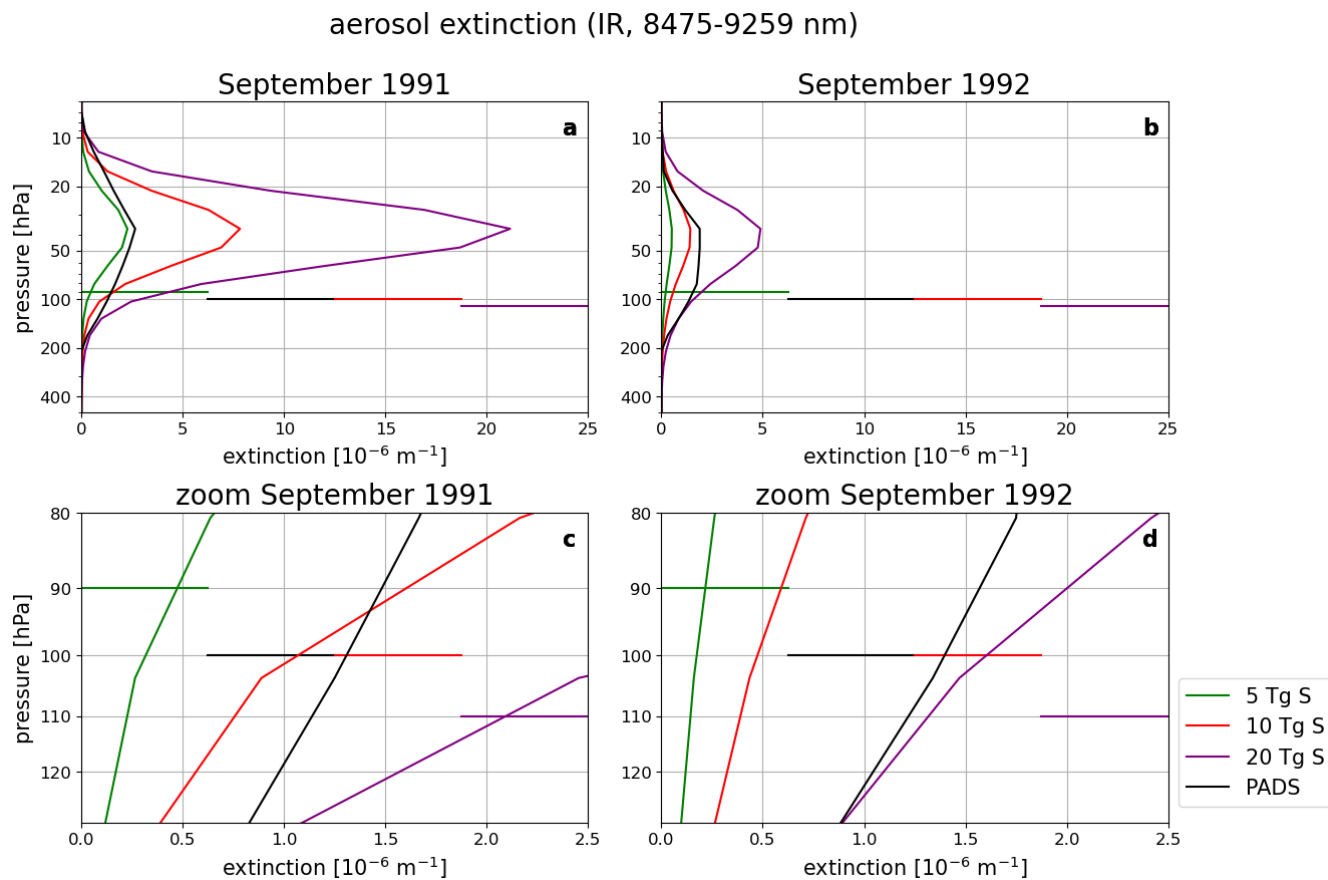 aerosol extinction (IR, 8475-9259 nm)
September 1991
September 1992
a
b
10
20
50
100
200
400
pressure [hPa]
0
5
10
15
20
25
extinction [10⁻⁶ m⁻¹]
10
20
50
100
200
400
0
5
10
15
20
25
extinction [10⁻⁶ m⁻¹]
zoom September 1991
zoom September 1992
c
d
80
90
100
110
120
pressure [hPa]
0.0
0.5
1.0
1.5
2.0
2.5
extinction [10⁻⁶ m⁻¹]
80
90
100
110
120
0.0
0.5
1.0
1.5
2.0
2.5
extinction [10⁻⁶ m⁻¹]
5 Tg S
10 Tg S
20 Tg S
PADS